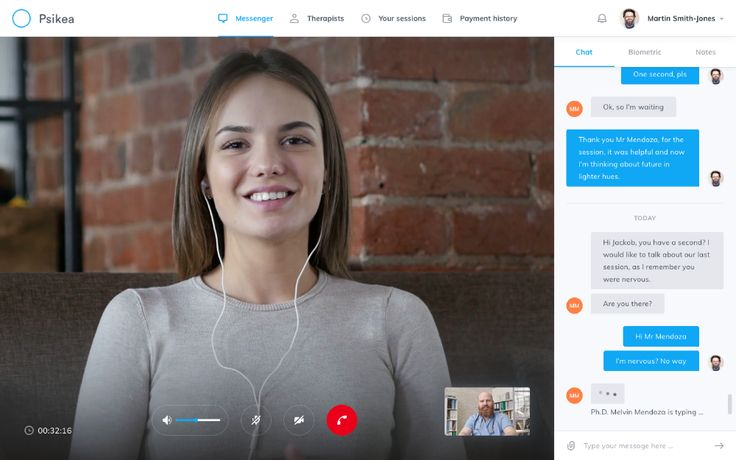 Psikea
Messenger
Therapists
Your sessions
Payment history
Martin Smith-Jones
Chat
Biometric
Notes
One second, pls
MM
Ok, so I'm waiting
Thank you Mr Mendoza, for the
session, it was helpful and now
I'm thinking about future in
lighter hues.
TODAY
Hi Jackob, you have a second? I
would like to talk about our last
session, as I remember you
were nervous.
MM
Are you there?
Hi Mr Mendoza
I'm nervous? No way
MM
Ph.D. Melvin Mendoza is typing ...
00:32:16
Type your message here ...